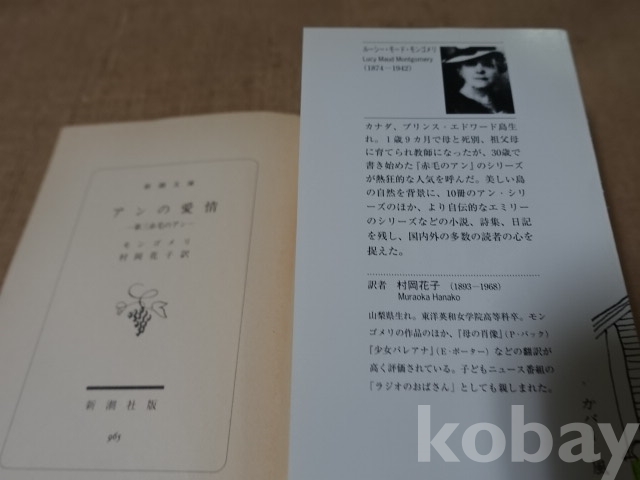 新潮文庫
アンの愛情
—第三赤毛のアン—
モンゴメリ
村岡花子訳
新潮社版
965
ルーシー・モード・モンゴメリ
Lucy Maud Montgomery
(1874－1942)
カナダ、プリンス・エドワード島生
れ。1歳9カ月で母と死別、祖父母
に育てられ教師になったが、30歳で
書き始めた『赤毛のアン』のシリーズ
が熱狂的な人気を呼んだ。美しい島
の自然を背景に、10冊のアン・シリ
ーズのほか、より自伝的なエミリー
のシリーズなどの小説、詩集、日記
を残し、国内外の多数の読者の心を
捉えた。
訳者 村岡花子 (1893－1968)
Muraoka Hanako
山梨県生れ。東洋英和女学院高等科卒。モン
ゴメリの作品のほか、『母の肖像』(P・バック)
『少女パレアナ』(E・ポーター) などの翻訳が
高く評価されている。子どもニュース番組の
『ラジオのおばさん』としても親しまれた。
kobay